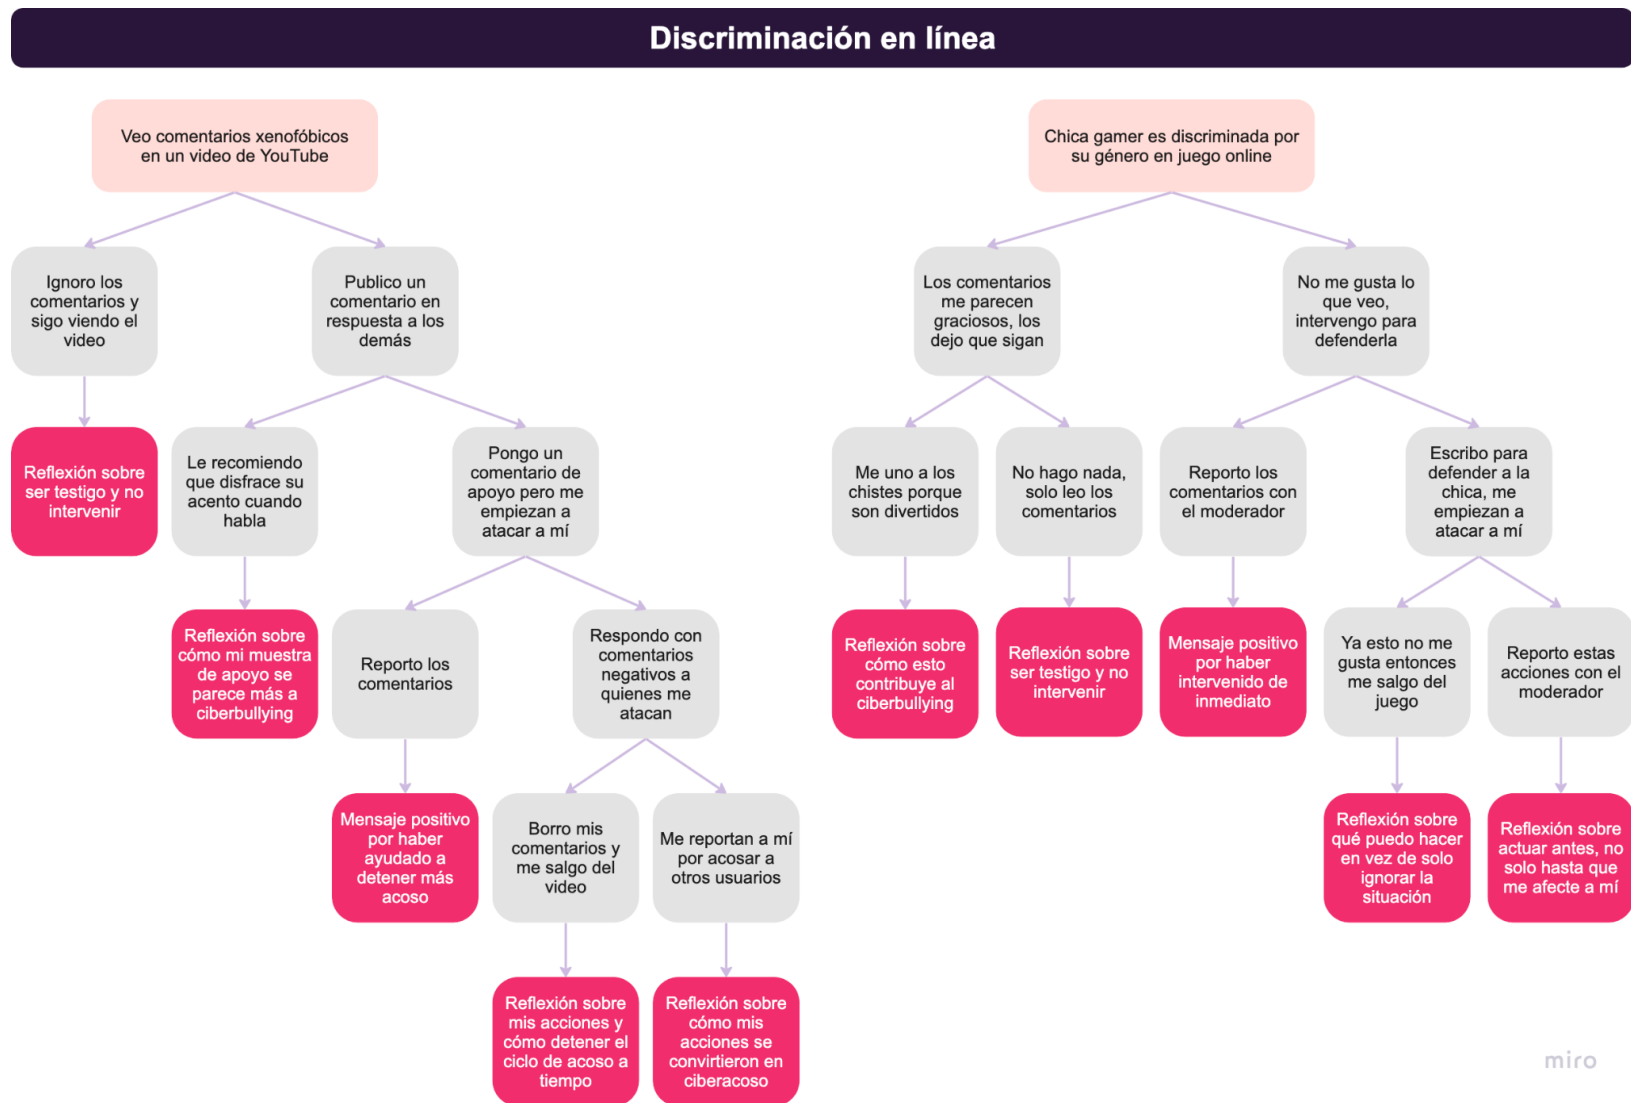 Discriminación en línea
Veo comentarios xenofóbicos
en un video de YouTube
Chica gamer es discriminada por
su género en juego online
Ignoro los
comentarios y
sigo viendo el
video
Publico un
comentario en
respuesta a los
demás
Los comentarios
me parecen
graciosos, los
dejo que sigan
No me gusta lo
que veo,
intervengo para
defenderla
Reflexión sobre
ser testigo y no
intervenir
Le recomiendo
que disfrace su
acento cuando
habla
Pongo un
comentario de
apoyo pero me
empiezan a
atacar a mí
Me uno a los
chistes porque
son divertidos
No hago nada,
solo leo los
comentarios
Reporto los
comentarios con
el moderador
Escribo para
defender a la
chica, me
empiezan a
atacar a mí
Reflexión sobre
cómo mi muestra
de apoyo se
parece más a
ciberbullying
Reporto los
comentarios
Respondo con
comentarios
negativos a
quienes me
atacan
Reflexión sobre
cómo esto
contribuye al
ciberbullying
Reflexión sobre
ser testigo y no
intervenir
Mensaje positivo
por haber
intervenido de
inmediato
Ya esto no me
gusta entonces
me salgo del
juego
Reporto estas
acciones con el
moderador
Mensaje positivo
por haber
ayudado a
detener más
acoso
Borro mis
comentarios y
me salgo del
video
Me reportan a mí
por acosar a
otros usuarios
Reflexión sobre
qué puedo hacer
en vez de solo
ignorar la
situación
Reflexión sobre
actuar antes, no
solo hasta que
me afecte a mí
Reflexión sobre
mis acciones y
cómo detener el
ciclo de acoso a
tiempo
Reflexión sobre
cómo mis
acciones se
convirtieron en
ciberacoso
miro